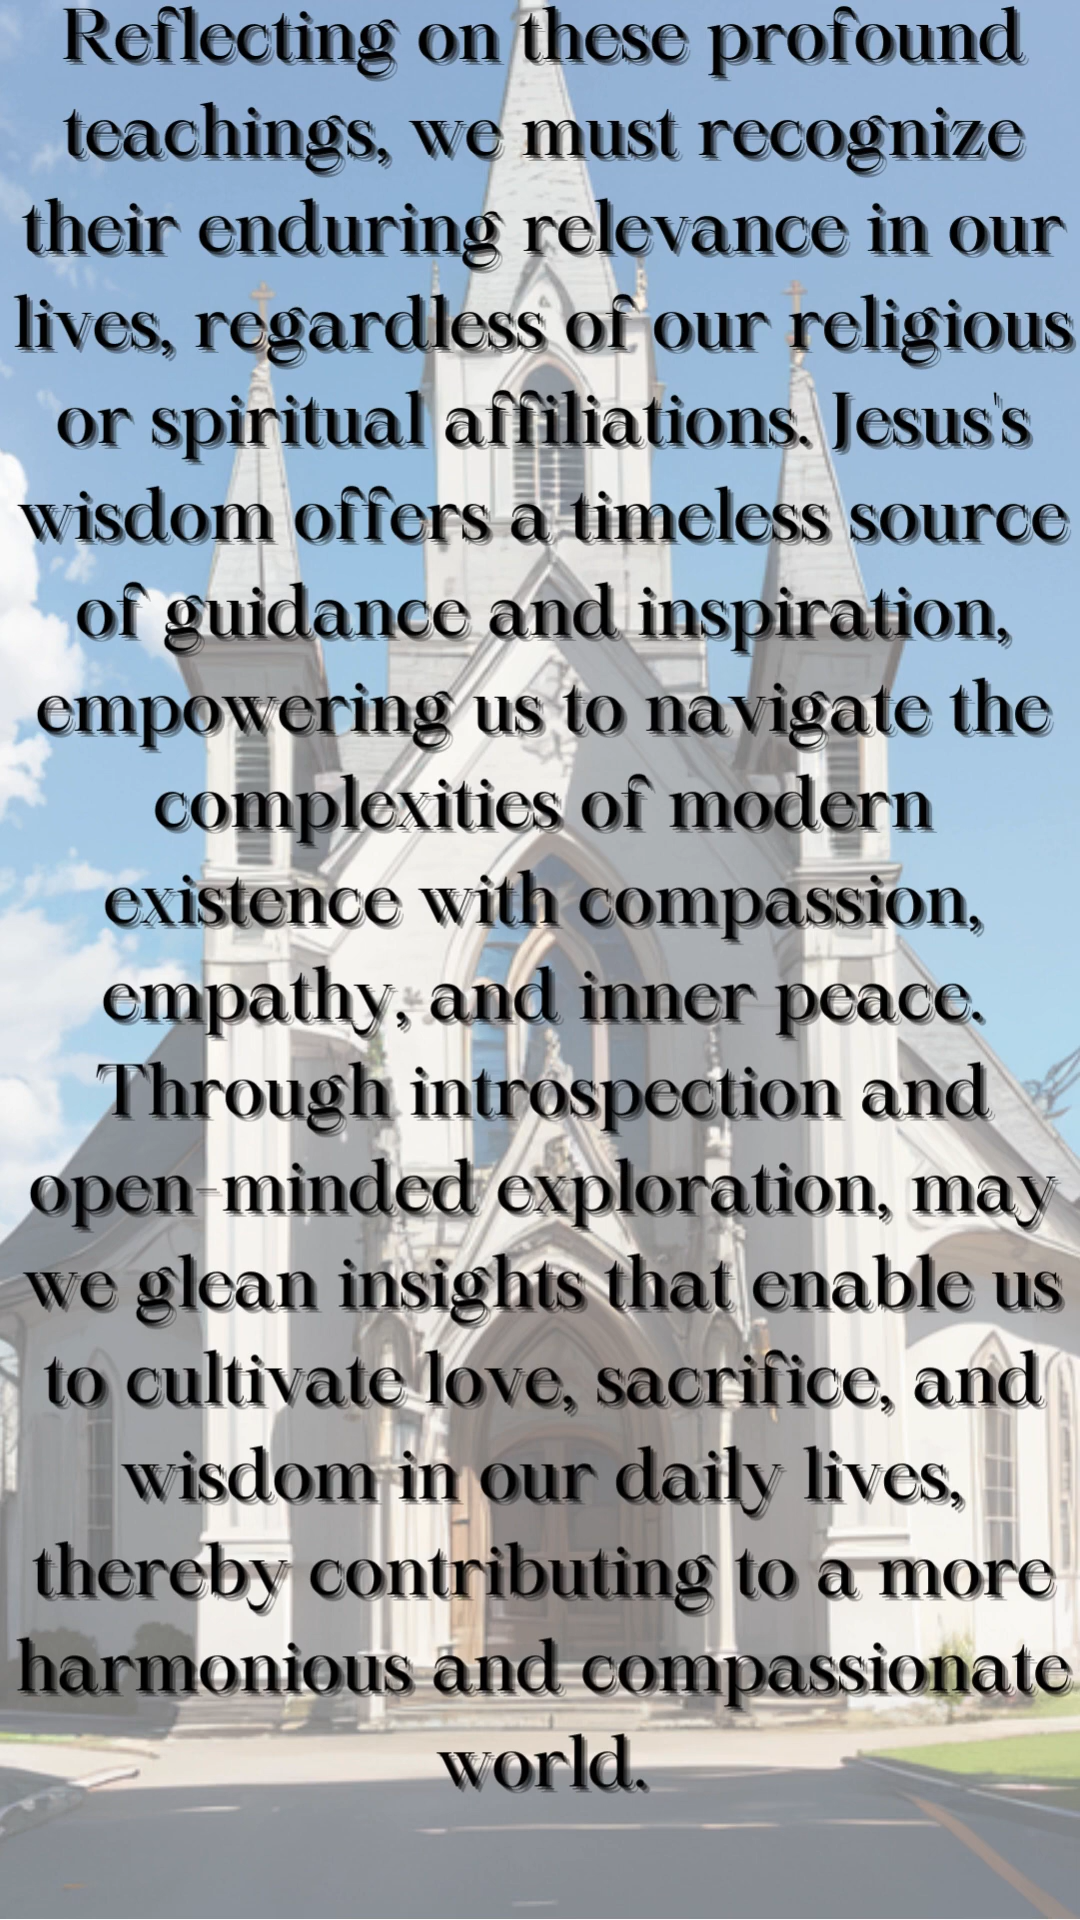 Reflecting on these profound
teachings, we must recognize
their enduring relevance in our
lives, regardless of our religious
or spiritual affiliations. Jesus's
wisdom offers a timeless source
of guidance and inspiration,
empowering us to navigate the
complexities of modern
existence with compassion,
empathy, and inner peace.
Through introspection and
open-minded exploration, may
we glean insights that enable us
to cultivate love, sacrifice, and
wisdom in our daily lives,
thereby contributing to a more
harmonious and compassionate
world.